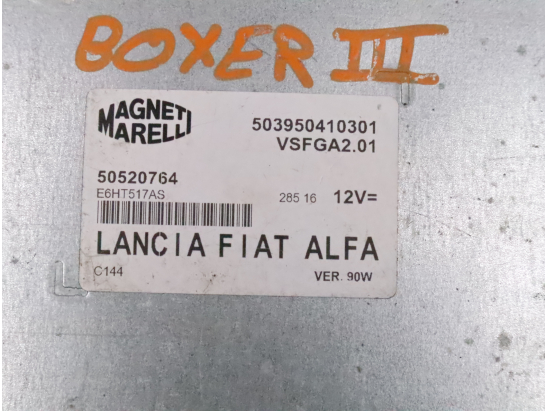 BOXER III
MAGNETI
MARELLI
503950410301
VSFGA2.01
50520764
E6HT517AS
285 16 12V=
LANCIA FIAT ALFA
C144 VER. 90W